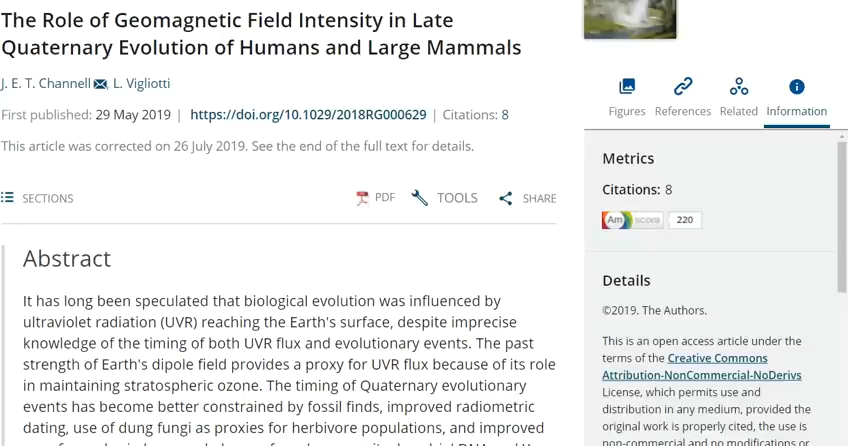 The Role of Geomagnetic Field Intensity in Late
Quaternary Evolution of Humans and Large Mammals
J. E. T. Channell, L. Vigliotti
First published: 29 May 2019 | https://doi.org/10.1029/2018RG000629 | Citations: 8
This article was corrected on 26 July 2019. See the end of the full text for details.
SECTIONS
PDF
TOOLS
SHARE
Abstract
It has long been speculated that biological evolution was influenced by
ultraviolet radiation (UVR) reaching the Earth's surface, despite imprecise
knowledge of the timing of both UVR flux and evolutionary events. The past
strength of Earth's dipole field provides a proxy for UVR flux because of its role
in maintaining stratospheric ozone. The timing of Quaternary evolutionary
events has become better constrained by fossil finds, improved radiometric
dating, use of dung fungi as proxies for herbivore populations, and improved
Figures
References
Related
Information
Metrics
Citations: 8
Am score 220
Details
©2019. The Authors.
This is an open access article under the
terms of the Creative Commons
Attribution-NonCommercial-NoDerivs
License, which permits use and
distribution in any medium, provided the
original work is properly cited, the use is
non-commercial and no modifications or